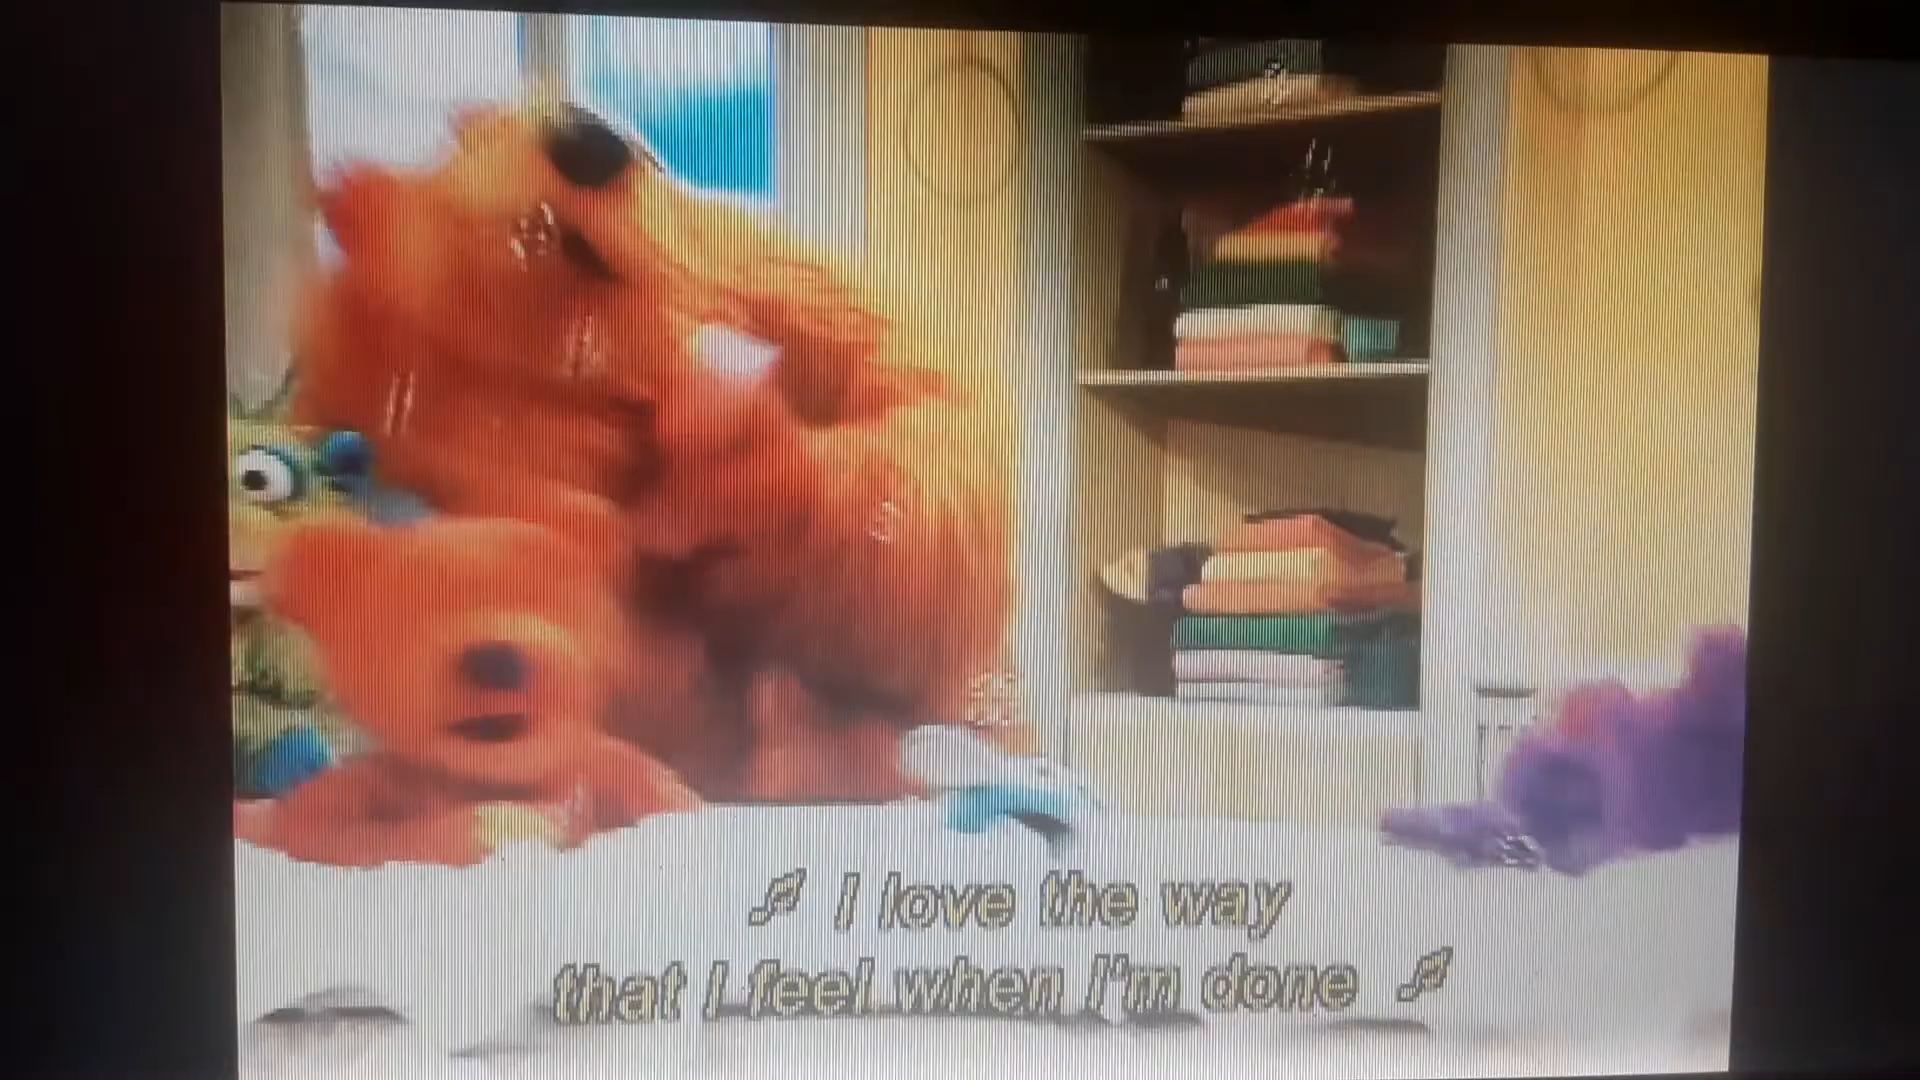 ♫ I love the way
that I feel when I'm done ♫